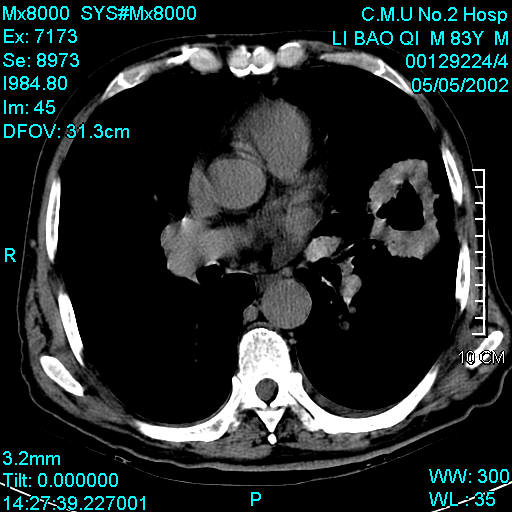 Mx8000 SYS#Mx8000
Ex: 7173
Se: 8973
I984.80
Im: 45
DFOV: 31.3cm
C.M.U No.2 Hosp
LI BAO QI M 83Y M
00129224/4
05/05/2002
R
10 CM
3.2mm
Tilt: 0.000000
14:27:39.227001
P
WW: 300
WL: 35